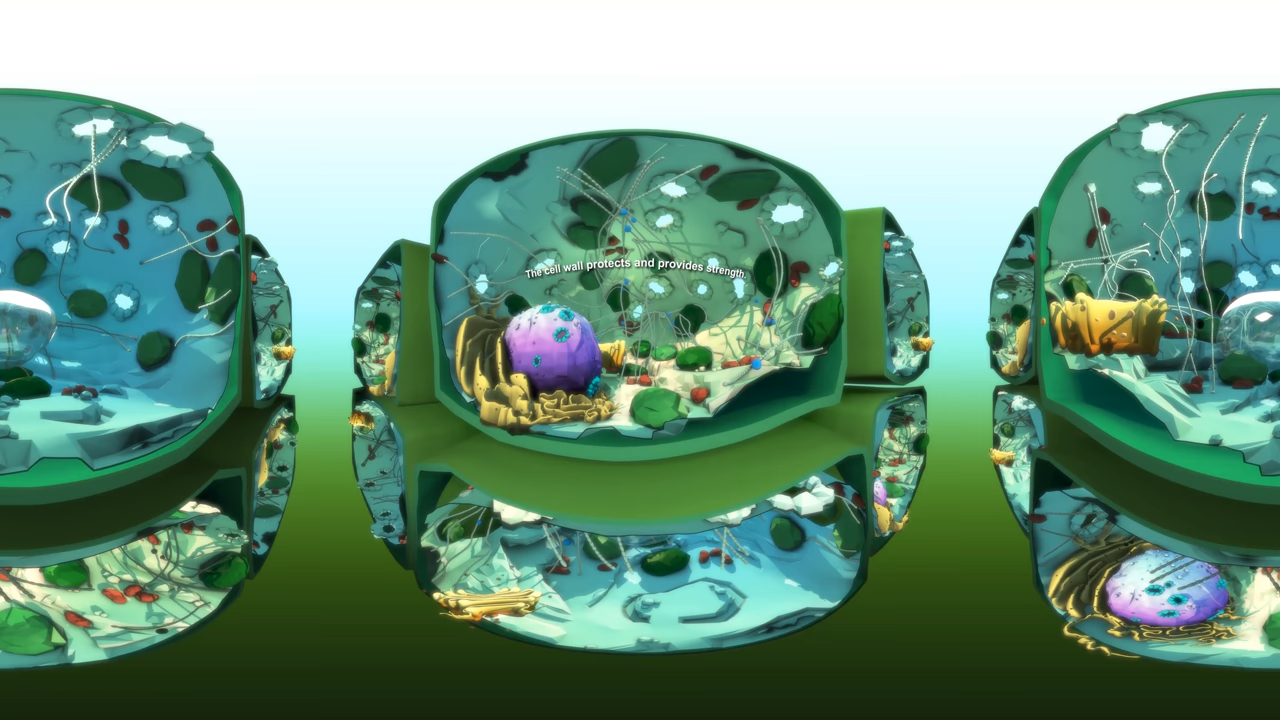 The cell wall protects and provides strength.